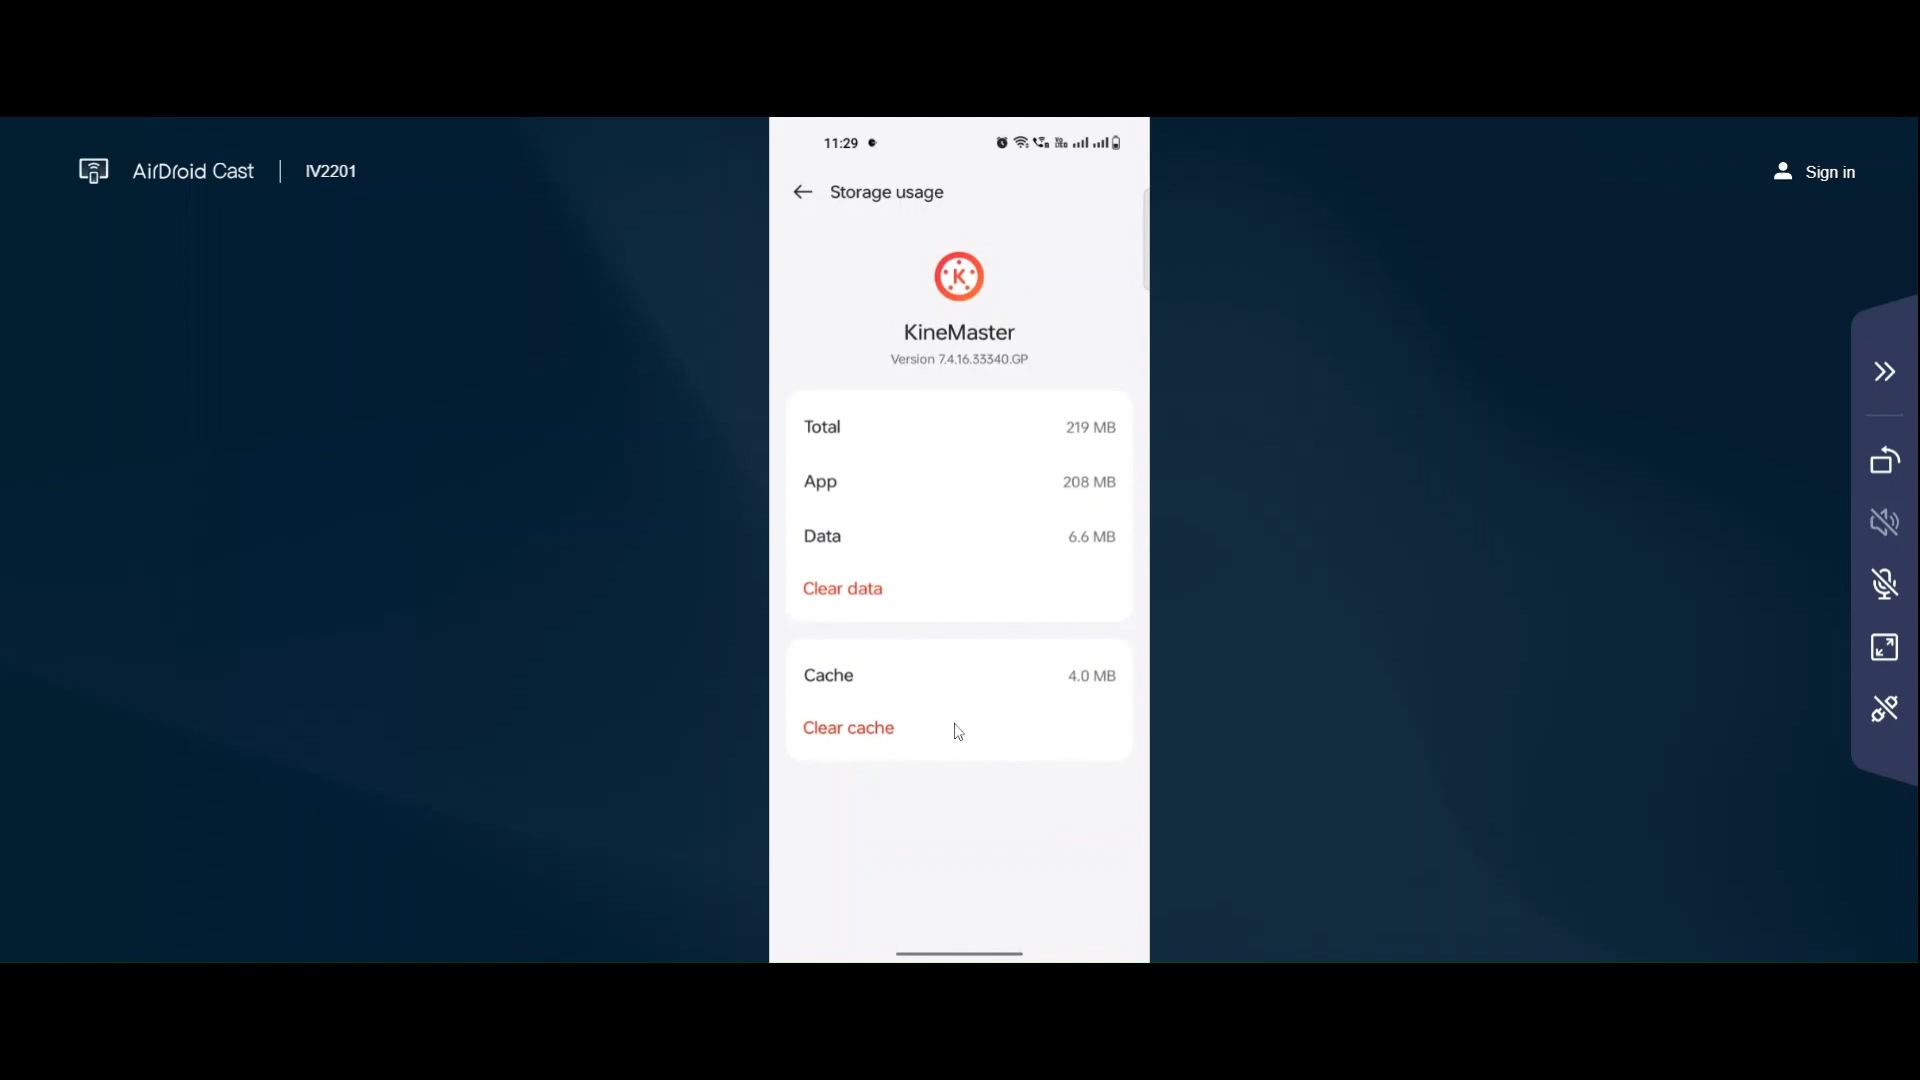 11:29
AirDroid Cast | IV2201
Sign in
Storage usage
K
KineMaster
Version 7.4.16.33340.GP
Total 219 MB
App 208 MB
Data 6.6 MB
Clear data
Cache 4.0 MB
Clear cache